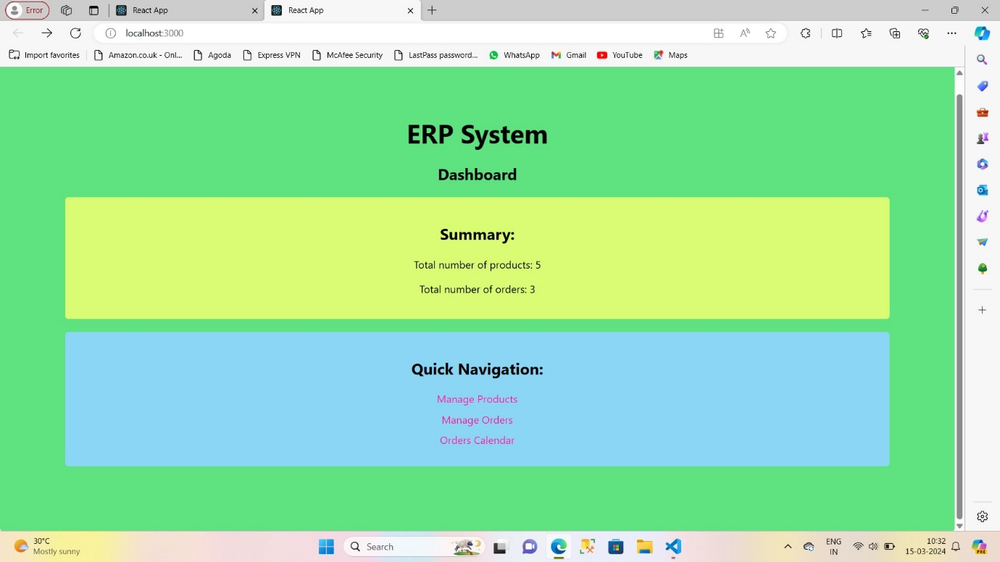 Error
React App
React App
localhost:3000
Import favorites
Amazon.co.uk - Onl...
Agoda
Express VPN
McAfee Security
LastPass password...
WhatsApp
Gmail
YouTube
Maps
ERP System
Dashboard
Summary:
Total number of products: 5
Total number of orders: 3
Quick Navigation:
Manage Products
Manage Orders
Orders Calendar
30°C
Mostly sunny
Search
ENG
IN
10:32
15-03-2024
PRE